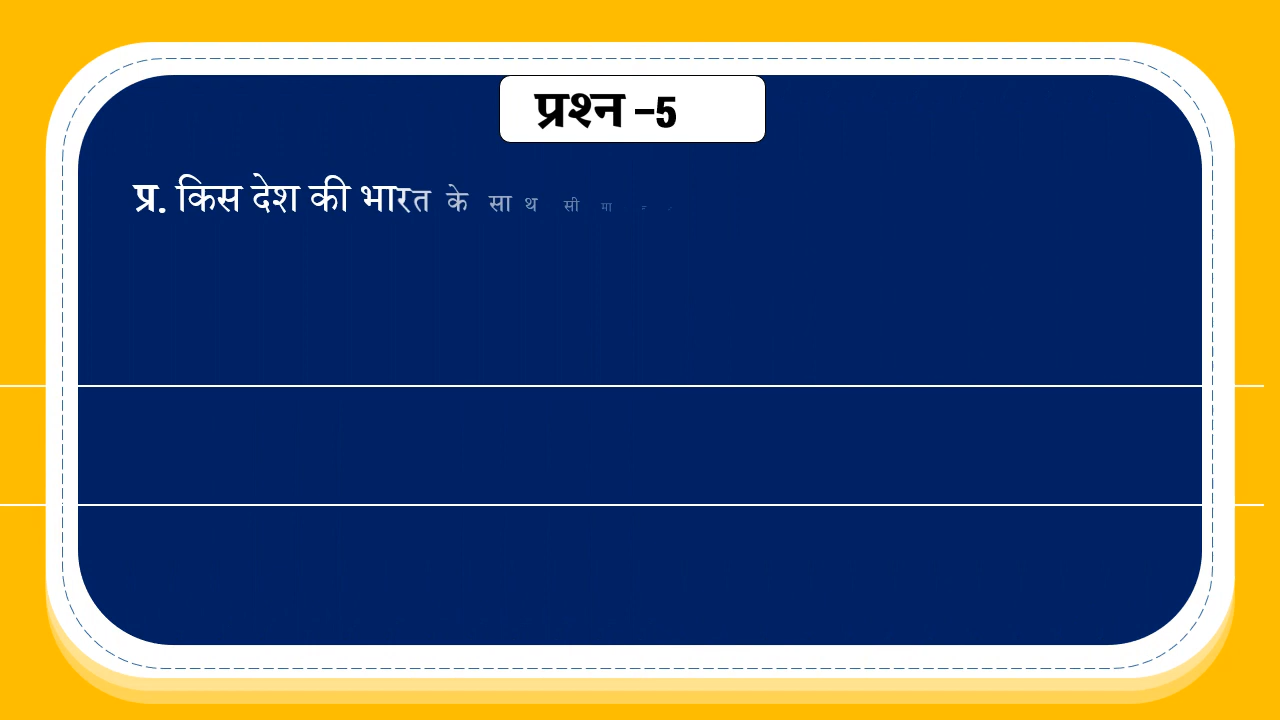 प्रश्न –5
प्र. किस देश की भारत के साथ सीमा